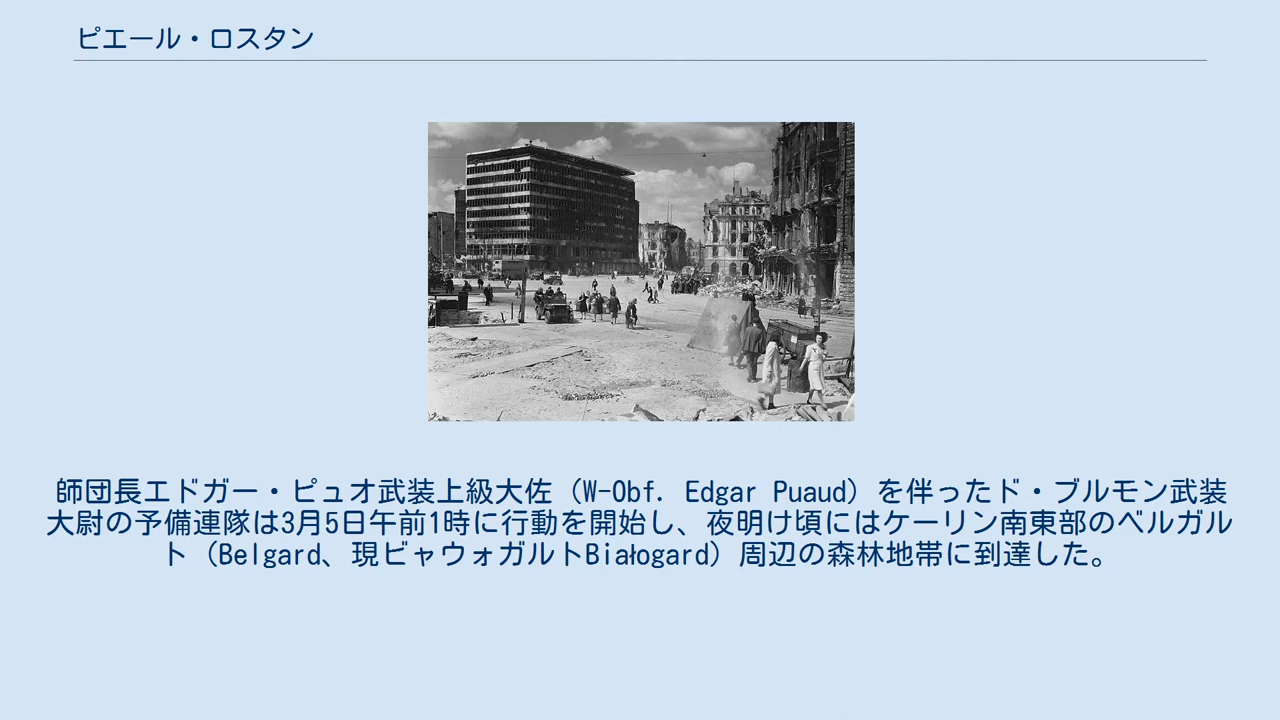 ピエール・ロスタン
師団長エドガー・ピュオ武装上級大佐（W-Obf. Edgar Puaud）を伴ったド・ブルモン武装
大尉の予備連隊は3月5日午前1時に行動を開始し、夜明け頃にはケーリン南東部のベルガル
ト（Belgard、現ビャウォガルトBiałogard）周辺の森林地帯に到達した。